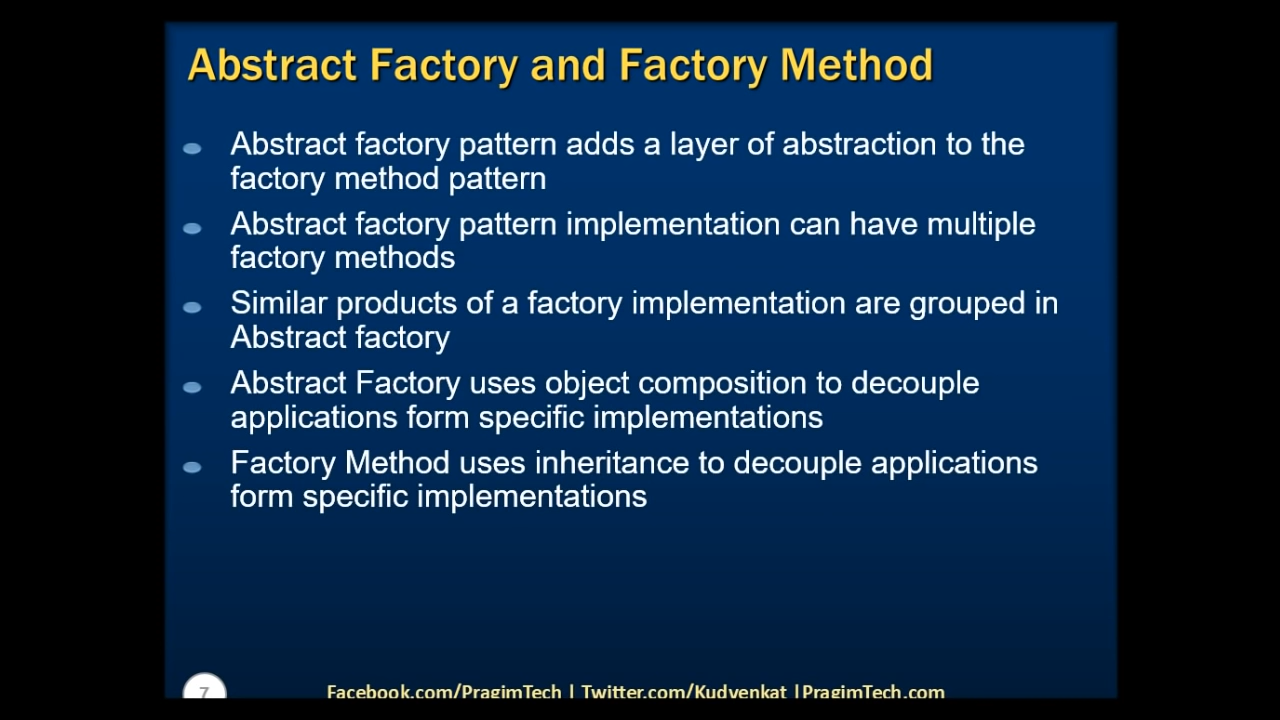 Abstract Factory and Factory Method
Abstract factory pattern adds a layer of abstraction to the
factory method pattern
Abstract factory pattern implementation can have multiple
factory methods
Similar products of a factory implementation are grouped in
Abstract factory
Abstract Factory uses object composition to decouple
applications form specific implementations
Factory Method uses inheritance to decouple applications
form specific implementations
7
Facebook.com/PragimTech | Twitter.com/Kudvenkat |PragimTech.com